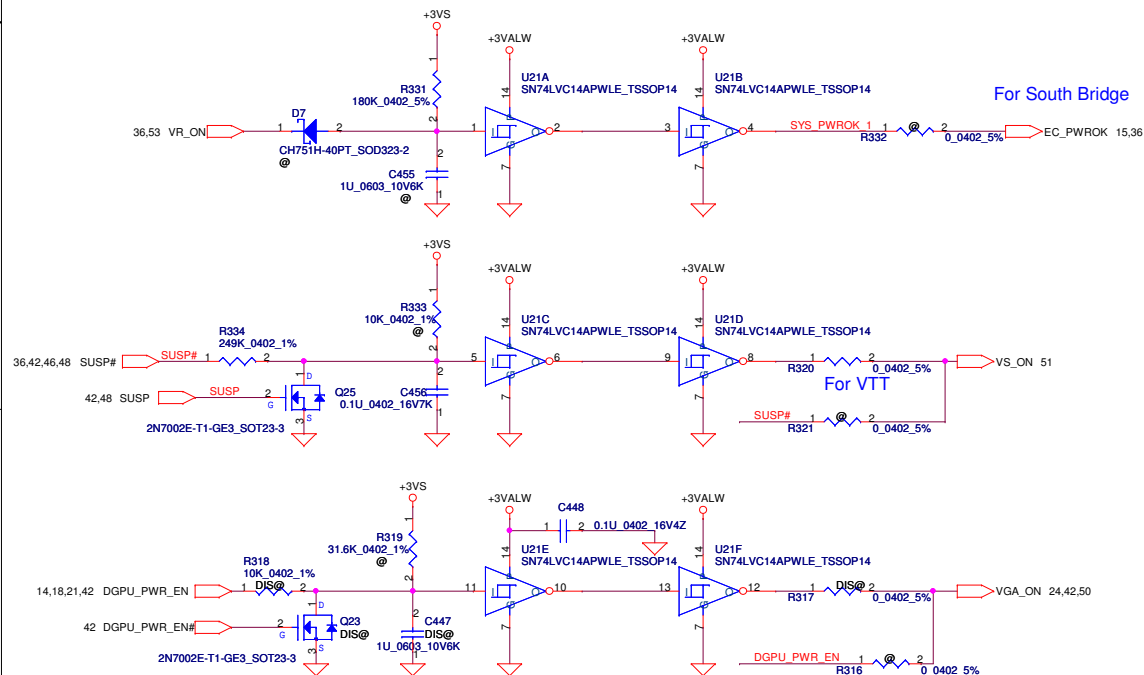 +3VS
+3VALW
+3VALW
U21A
SN74LVC14APWLE_TSSOP14
U21B
SN74LVC14APWLE_TSSOP14
For South Bridge
R331
180K_0402_5%
1
2
14
14
D7
36,53 VR_ON
1
2
1
2
3
4
SYS_PWROK_1
1
@
2
EC_PWROK 15,36
R332
0_0402_5%
CH751H-40PT_SOD323-2
@
2
C455
1U_0603_10V6K
@
1
7
7
+3VS
+3VALW
+3VALW
U21C
SN74LVC14APWLE_TSSOP14
U21D
SN74LVC14APWLE_TSSOP14
R333
10K_0402_1%
@
1
2
14
14
R334
249K_0402_1%
36,42,46,48 SUSP#
SUSP#
1
2
5
6
9
8
1
2
VS_ON 51
R320
0_0402_5%
For VTT
42,48 SUSP
SUSP
2
G
1
D
3
S
Q25
2N7002E-T1-GE3_SOT23-3
2
C456
0.1U_0402_16V7K
1
7
7
SUSP#
1
@
2
R321
0_0402_5%
+3VS
+3VALW
+3VALW
C448
1
2
0.1U_0402_16V4Z
U21E
SN74LVC14APWLE_TSSOP14
U21F
SN74LVC14APWLE_TSSOP14
R319
31.6K_0402_1%
@
1
2
14
14
R318
10K_0402_1%
DIS@
14,18,21,42 DGPU_PWR_EN
1
2
11
10
13
12
1
DIS@
2
VGA_ON 24,42,50
R317
0_0402_5%
42 DGPU_PWR_EN#
2
G
1
D
3
S
Q23
DIS@
2N7002E-T1-GE3_SOT23-3
2
C447
DIS@
1U_0603_10V6K
1
7
7
DGPU_PWR_EN
1
@
2
R316
0_0402_5%